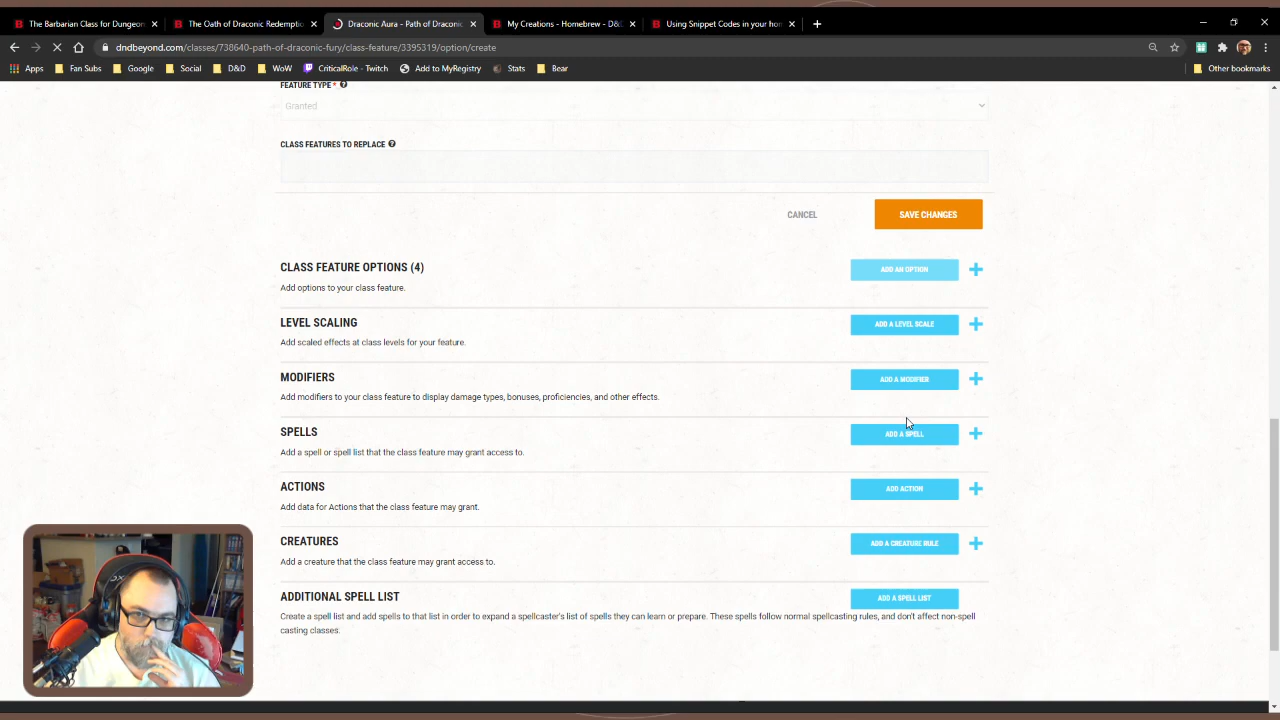 The Barbarian Class for Dungeon
The Oath of Draconic Redemptio
Draconic Aura - Path of Draconic
My Creations - Homebrew - D&D
Using Snippet Codes in your hom
dndbeyond.com/classes/738640-path-of-draconic-fury/class-feature/3395319/option/create
Apps Fan Subs Google Social D&D WoW CriticalRole - Twitch Add to MyRegistry Stats Bear Other bookmarks
FEATURE TYPE *
Granted
CLASS FEATURES TO REPLACE
CANCEL SAVE CHANGES
CLASS FEATURE OPTIONS (4) ADD AN OPTION
Add options to your class feature.
LEVEL SCALING ADD A LEVEL SCALE
Add scaled effects at class levels for your feature.
MODIFIERS ADD A MODIFIER
Add modifiers to your class feature to display damage types, bonuses, proficiencies, and other effects.
SPELLS ADD A SPELL
Add a spell or spell list that the class feature may grant access to.
ACTIONS ADD ACTION
Add data for Actions that the class feature may grant.
CREATURES ADD A CREATURE RULE
Add a creature that the class feature may grant access to.
ADDITIONAL SPELL LIST ADD A SPELL LIST
Create a spell list and add spells to that list in order to expand a spellcaster's list of spells they can learn or prepare. These spells follow normal spellcasting rules, and don't affect non-spell
casting classes.